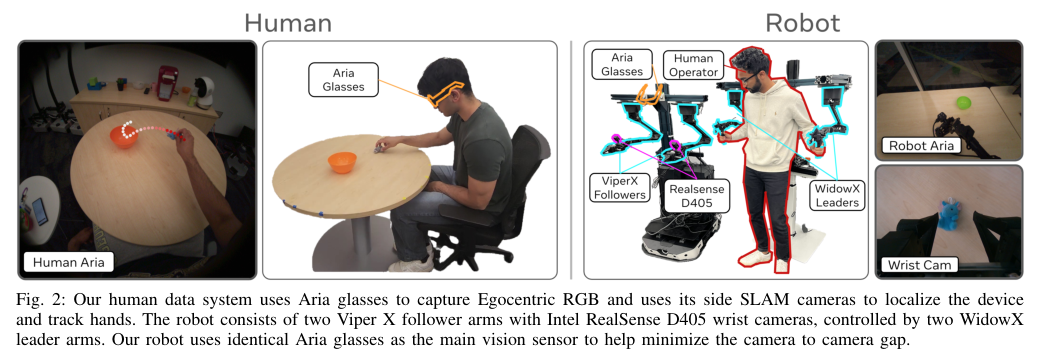 Human
Robot
Aria
Glasses
Human Aria
Aria
Glasses
Human
Operator
ViperX
Followers
Realsense
D405
WidowX
Leaders
Robot Aria
Wrist Cam
Fig. 2: Our human data system uses Aria glasses to capture Egocentric RGB and uses its side SLAM cameras to localize the device
and track hands. The robot consists of two Viper X follower arms with Intel RealSense D405 wrist cameras, controlled by two WidowX
leader arms. Our robot uses identical Aria glasses as the main vision sensor to help minimize the camera to camera gap.